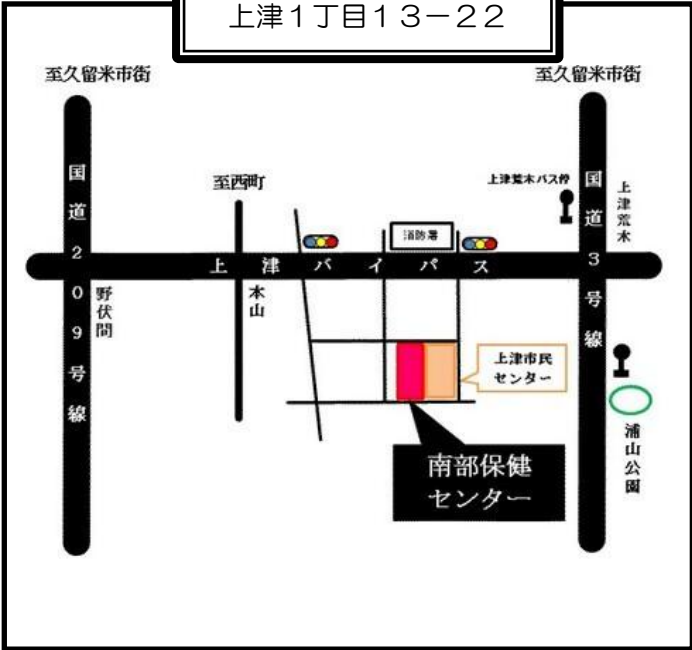 上津1丁目13-22
至久留米市街
至久留米市街
国道209号線
至西町
上津荒木バス停
国道3号線
上津荒木
消防署
上津バイパス
野伏間
本山
上津市民
センター
南部保健
センター
浦山公園